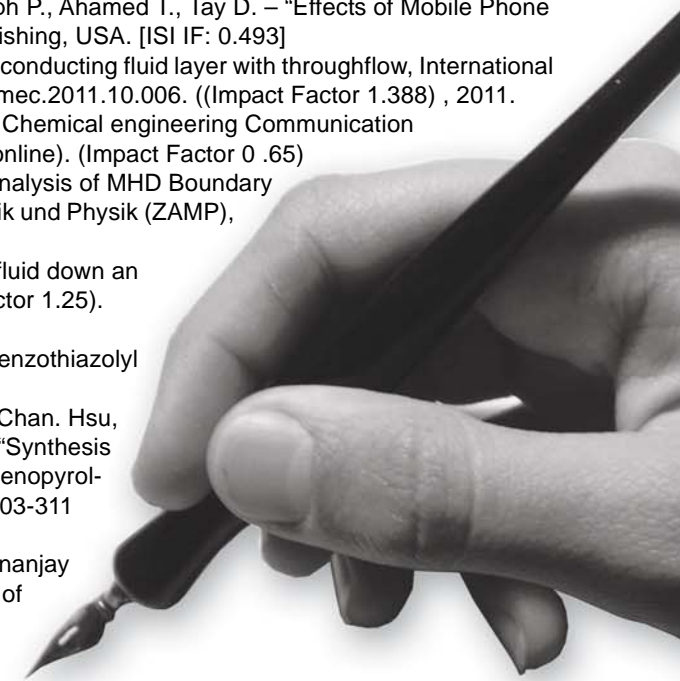 oh P., Ahamed T., Tay D. – “Effects of Mobile Phone
ishing, USA. [ISI IF: 0.493]
conducting fluid layer with throughflow, International
mec.2011.10.006. ((Impact Factor 1.388) , 2011.
Chemical engineering Communication
online). (Impact Factor 0 .65)
nalysis of MHD Boundary
ik und Physik (ZAMP),
fluid down an
ctor 1.25).
enzothiazolyl
Chan. Hsu,
“Synthesis
enopyrol-
03-311
nanjay
of